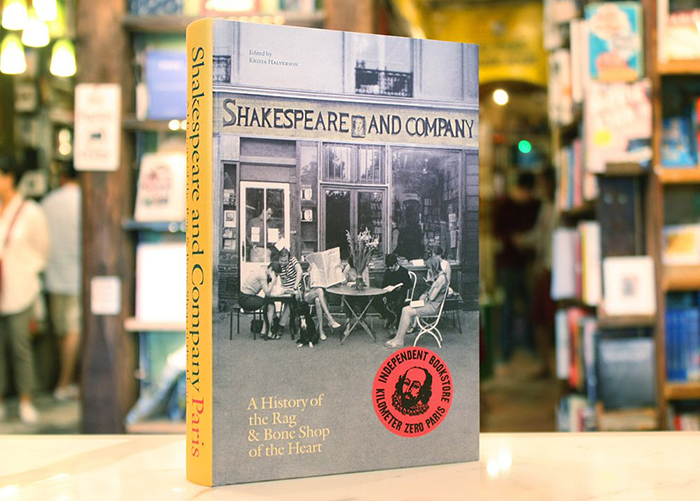 Shakespeare and Company Paris
Edited by
Krista Halverson
SHAKESPEARE AND COMPANY
INDEPENDENT BOOKSTORE
KILOMETER ZERO PARIS
A History of
the Rag
& Bone Shop
of the Heart